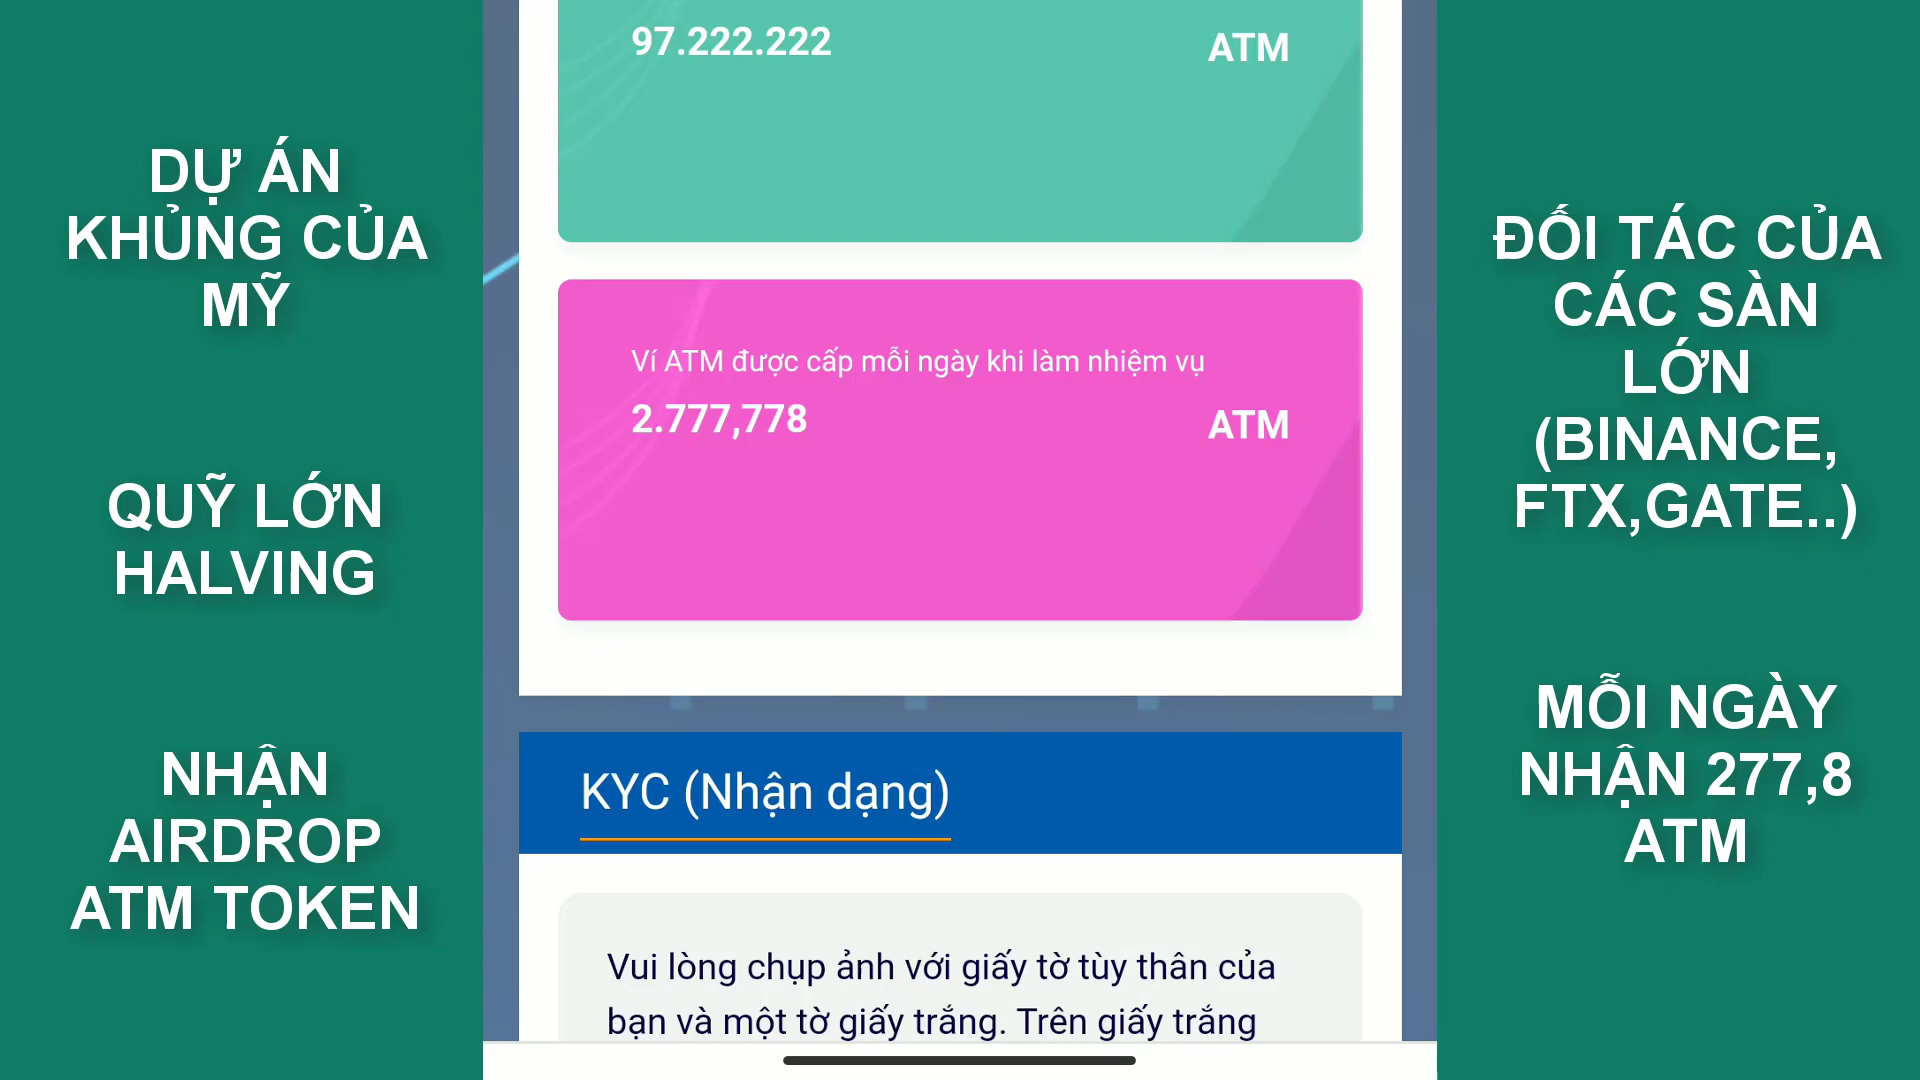 DỰ ÁN
KHỦNG CỦA
MỸ
QUỸ LỚN
HALVING
NHẬN
AIRDROP
ATM TOKEN
97.222.222
ATM
Ví ATM được cấp mỗi ngày khi làm nhiệm vụ
2.777,778
ATM
KYC (Nhận dạng)
Vui lòng chụp ảnh với giấy tờ tùy thân của
bạn và một tờ giấy trắng. Trên giấy trắng
ĐỐI TÁC CỦA
CÁC SÀN
LỚN
(BINANCE,
FTX,GATE..)
MỖI NGÀY
NHẬN 277,8
ATM